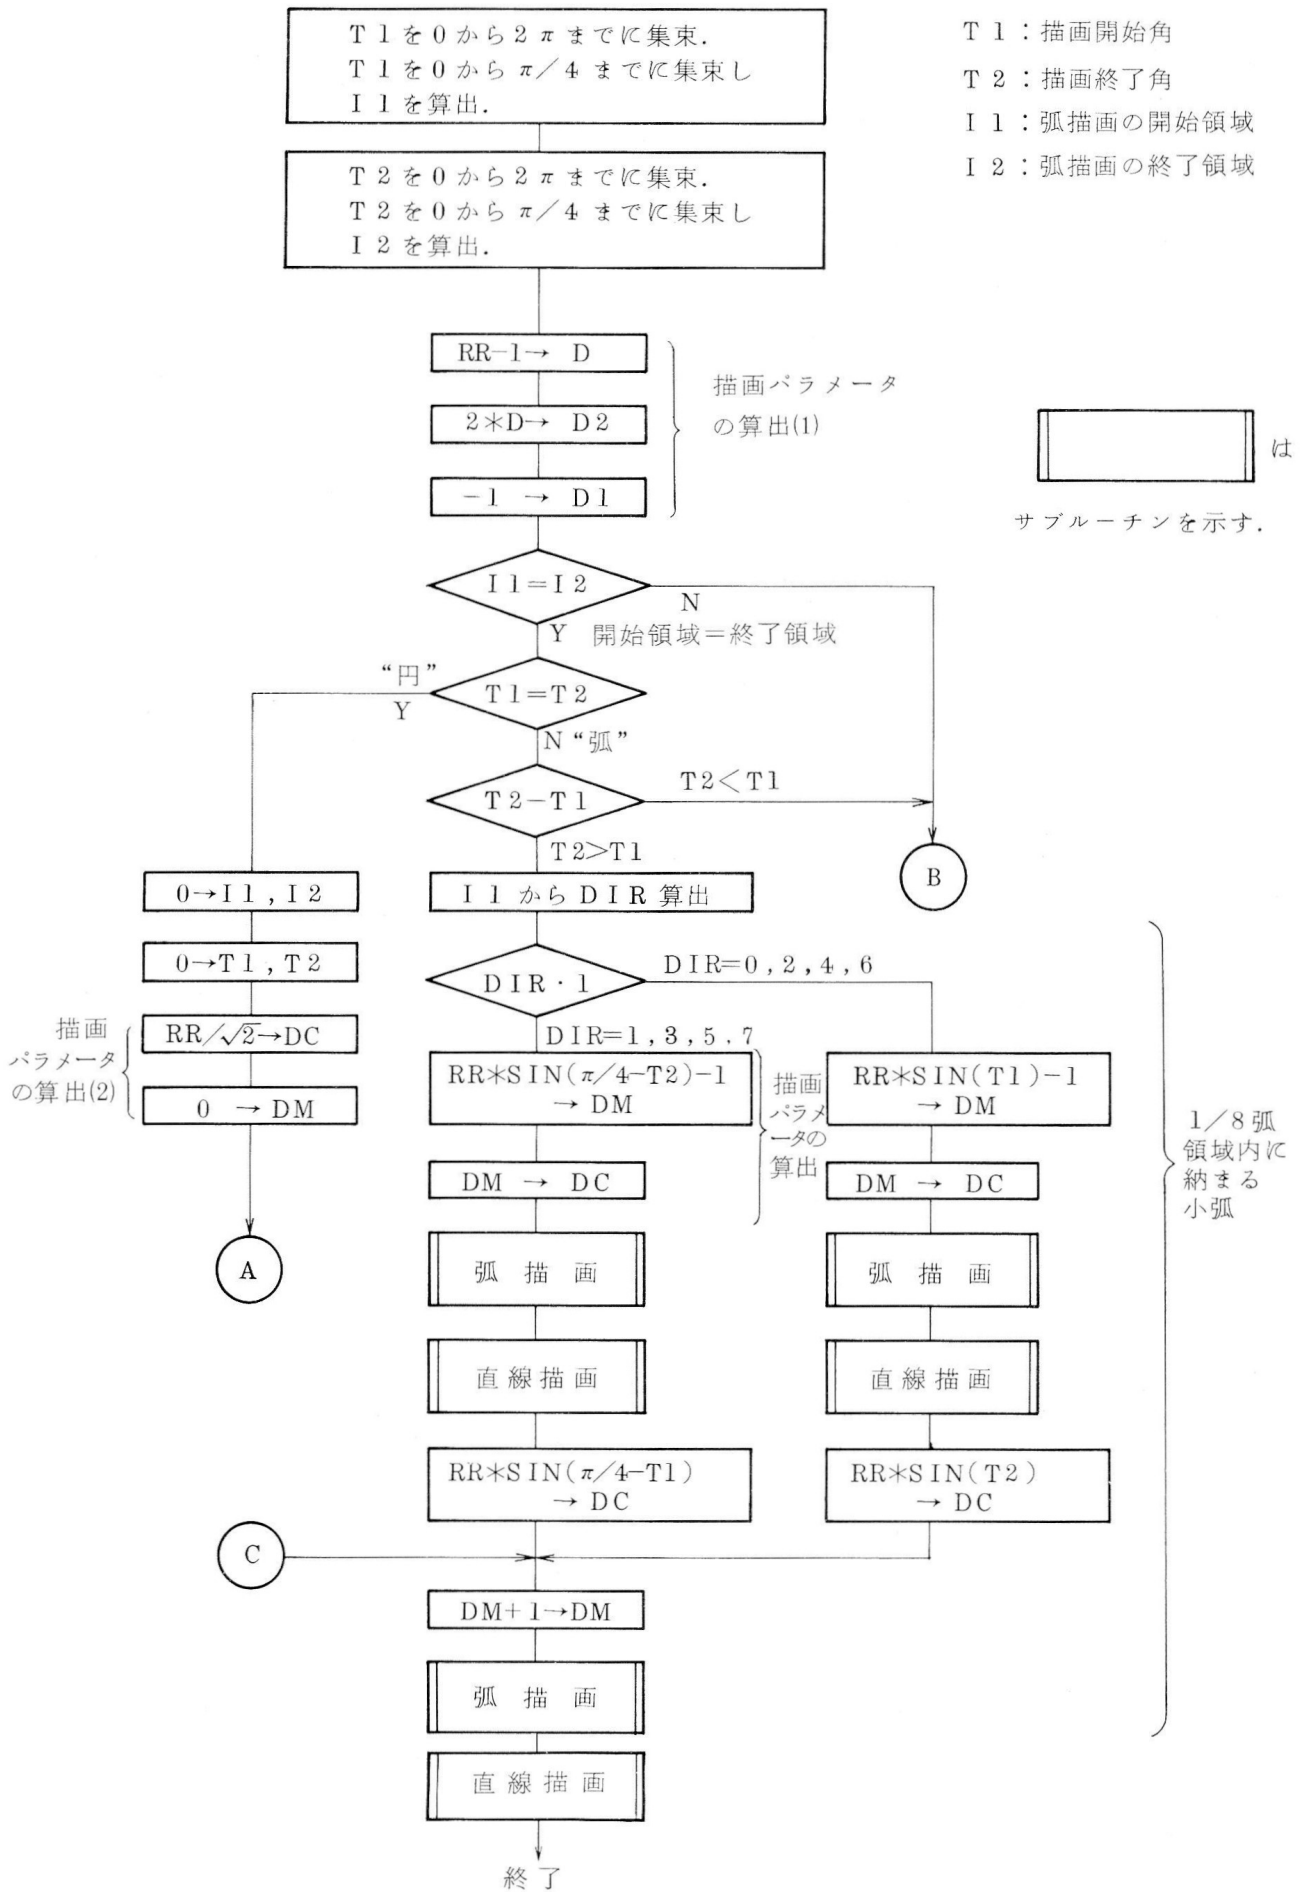 T1を0から2πまでに集束.
T1を0からπ/4までに集束し
I1を算出.
T1：描画開始角
T2：描画終了角
I1：弧描画の開始領域
I2：弧描画の終了領域
T2を0から2πまでに集束.
T2を0からπ/4までに集束し
I2を算出.
RR-1→ D
2*D→ D2
-1 → D1
描画パラメータ
の算出(1)
は
サブルーチンを示す.
I1=I2
N
Y 開始領域=終了領域
“円”
Y
T1=T2
N“弧”
T2-T1
T2<T1
T2>T1
B
0→I1,I2
I1からDIR算出
0→T1,T2
DIR・1
DIR=0,2,4,6
DIR=1,3,5,7
描画
パラメータ
の算出(2)
RR/√2→DC
0 → DM
RR*SIN(π/4-T2)-1
→ DM
描画
パラメ
ータの
算出
RR*SIN(T1)-1
→ DM
1/8弧
領域内に
納まる
小弧
DM → DC
DM → DC
A
弧 描 画
弧 描 画
直線描画
直線描画
RR*SIN(π/4-T1)
→ DC
RR*SIN(T2)
→ DC
C
DM+1→DM
弧 描 画
直線描画
終了